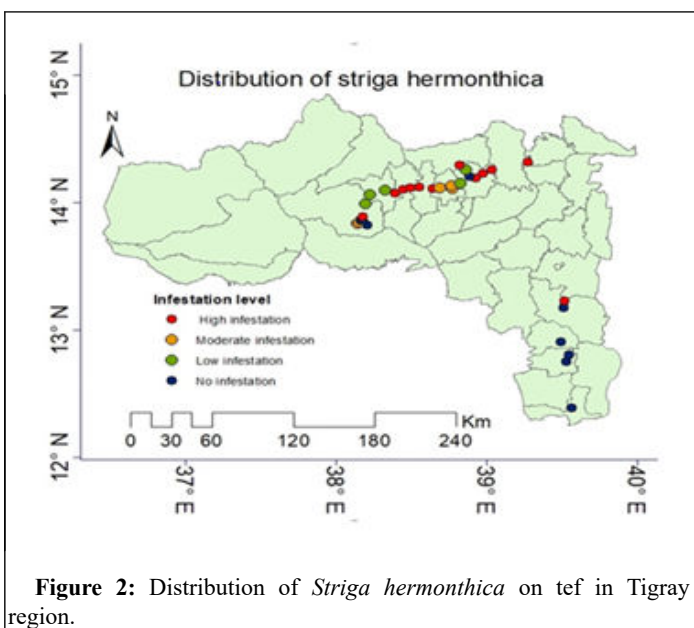 Distribution of striga hermonthica
N
15° N
14° N
13° N
12° N
Infestation level
High infestation
Moderate infestation
Low infestation
No infestation
Km
0 30 60 120 180 240
37° E
38° E
39° E
40° E
Figure 2: Distribution of Striga hermonthica on tef in Tigray
region.